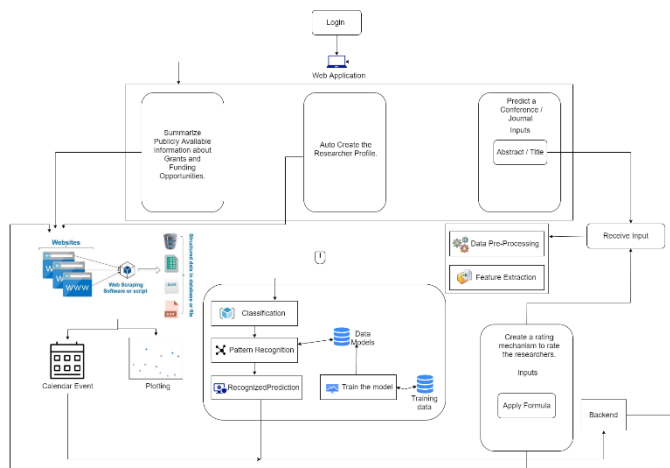 Login
Web Application
Summarize
Publicly Available
Information about
Grants and
Funding
Opportunities.
Auto Create the
Researcher Profile.
Predict a
Conference /
Journal
Inputs
Abstract / Title
Receive Input
Data Pre-Processing
Feature Extraction
Websites
WWW
Web Scraping
Software or script
Structured data in database or file
Calendar Event
Plotting
Classification
Pattern Recognition
RecognizedPrediction
Data
Models
Train the model
Training
data
Create a rating
mechanism to rate
the researchers.
Inputs
Apply Formula
Backend